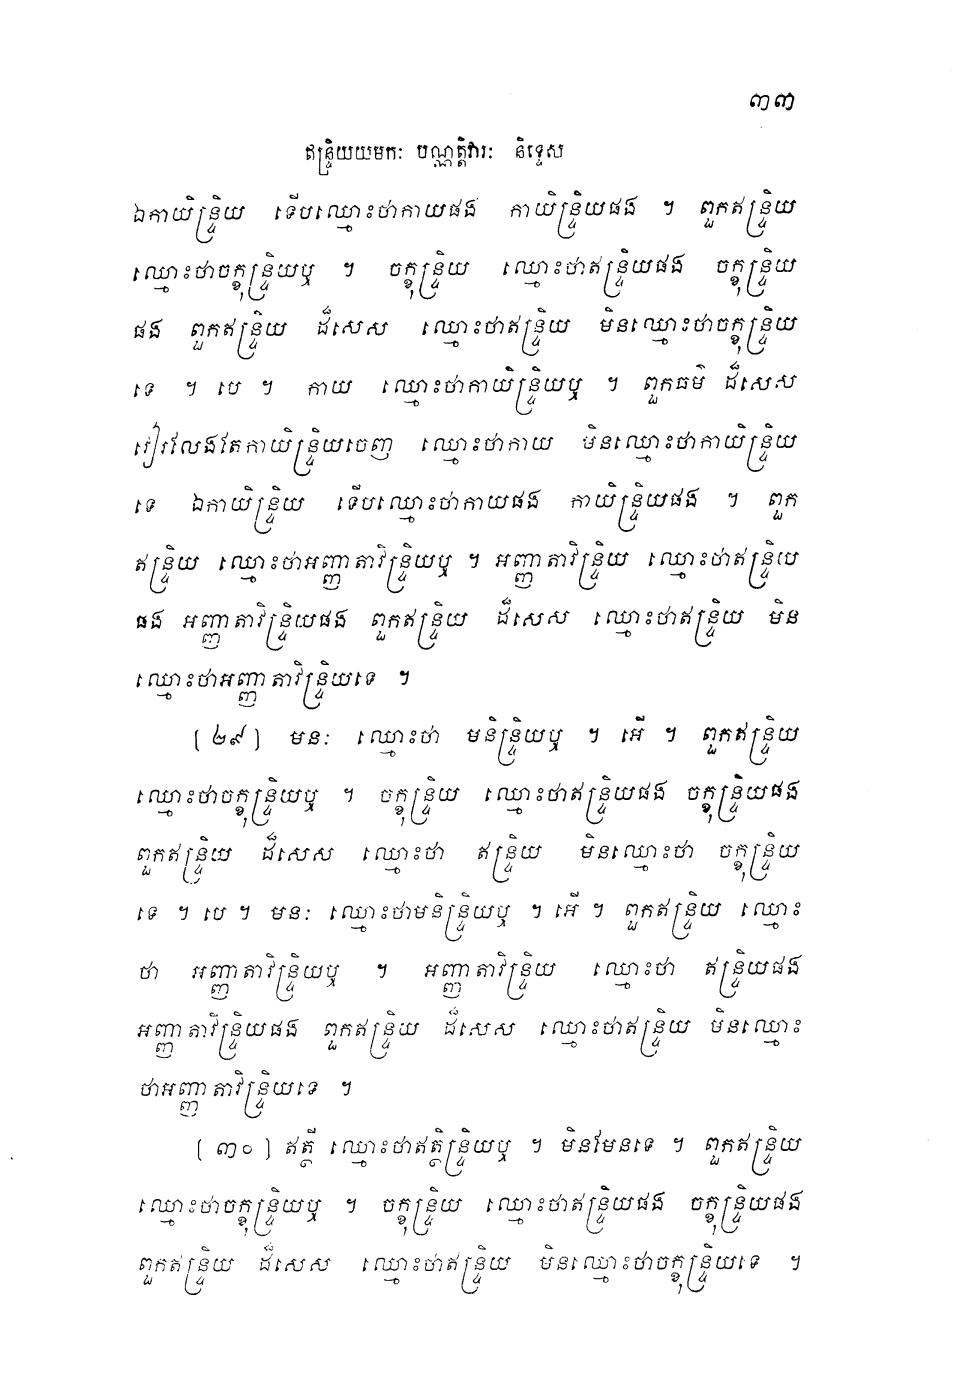 ៣៣
ឥន្ទ្រិយយមកៈ បណ្ណត្តិវារៈ និទ្ទេស
ឯកាយិន្ទ្រិយ ទើបឈ្មោះថាកាយផង កាយិន្ទ្រិយផង ។ ពួកឥន្ទ្រិយ
ឈ្មោះថាចក្ខុន្ទ្រិយឬ ។ ចក្ខុន្ទ្រិយ ឈ្មោះថាឥន្ទ្រិយផង ចក្ខុន្ទ្រិយ
ផង ពួកឥន្ទ្រិយ ដ៏សេស ឈ្មោះថាឥន្ទ្រិយ មិនឈ្មោះថាចក្ខុន្ទ្រិយ
ទេ ។ បេ ។ កាយ ឈ្មោះថាកាយិន្ទ្រិយឬ ។ ពួកធម៌ ដ៏សេស
វៀរលែងតែកាយិន្ទ្រិយចេញ ឈ្មោះថាកាយ មិនឈ្មោះថាកាយិន្ទ្រិយ
ទេ ឯកាយិន្ទ្រិយ ទើបឈ្មោះថាកាយផង កាយិន្ទ្រិយផង ។ ពួក
ឥន្ទ្រិយ ឈ្មោះថាអញ្ញាតាវិន្ទ្រិយឬ ។ អញ្ញាតាវិន្ទ្រិយ ឈ្មោះថាឥន្ទ្រិយ
ផង អញ្ញាតាវិន្ទ្រិយផង ពួកឥន្ទ្រិយ ដ៏សេស ឈ្មោះថាឥន្ទ្រិយ មិន
ឈ្មោះថាអញ្ញាតាវិន្ទ្រិយទេ ។
[២៩] មនៈ ឈ្មោះថា មនិន្ទ្រិយឬ ។ អើ ។ ពួកឥន្ទ្រិយ
ឈ្មោះថាចក្ខុន្ទ្រិយឬ ។ ចក្ខុន្ទ្រិយ ឈ្មោះថាឥន្ទ្រិយផង ចក្ខុន្ទ្រិយផង
ពួកឥន្ទ្រិយ ដ៏សេស ឈ្មោះថា ឥន្ទ្រិយ មិនឈ្មោះថា ចក្ខុន្ទ្រិយ
ទេ ។ បេ ។ មនៈ ឈ្មោះថាមនិន្ទ្រិយឬ ។ អើ ។ ពួកឥន្ទ្រិយ ឈ្មោះ
ថា អញ្ញាតាវិន្ទ្រិយឬ ។ អញ្ញាតាវិន្ទ្រិយ ឈ្មោះថា ឥន្ទ្រិយផង
អញ្ញាតាវិន្ទ្រិយផង ពួកឥន្ទ្រិយ ដ៏សេស ឈ្មោះថាឥន្ទ្រិយ មិនឈ្មោះ
ថាអញ្ញាតាវិន្ទ្រិយទេ ។
[៣០] ឥត្ថី ឈ្មោះថាឥត្ថិន្ទ្រិយឬ ។ មិនមែនទេ ។ ពួកឥន្ទ្រិយ
ឈ្មោះថាចក្ខុន្ទ្រិយឬ ។ ចក្ខុន្ទ្រិយ ឈ្មោះថាឥន្ទ្រិយផង ចក្ខុន្ទ្រិយផង
ពួកឥន្ទ្រិយ ដ៏សេស ឈ្មោះថាឥន្ទ្រិយ មិនឈ្មោះថាចក្ខុន្ទ្រិយទេ ។